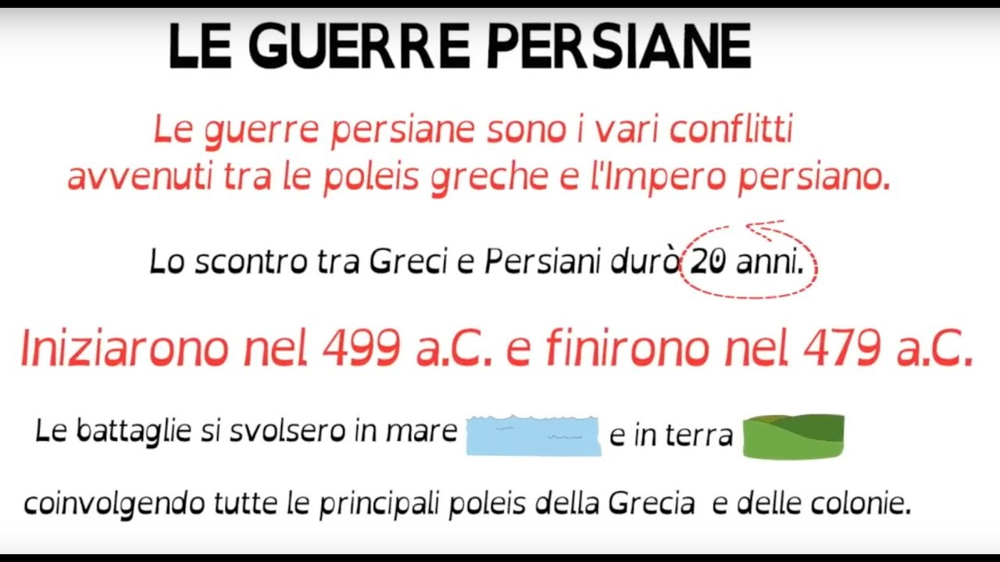 LE GUERRE PERSIANE
Le guerre persiane sono i vari conflitti
avvenuti tra le poleis greche e l'Impero persiano.
Lo scontro tra Greci e Persiani durò 20 anni.
Iniziarono nel 499 a.C. e finirono nel 479 a.C.
Le battaglie si svolsero in mare e in terra
coinvolgendo tutte le principali poleis della Grecia e delle colonie.